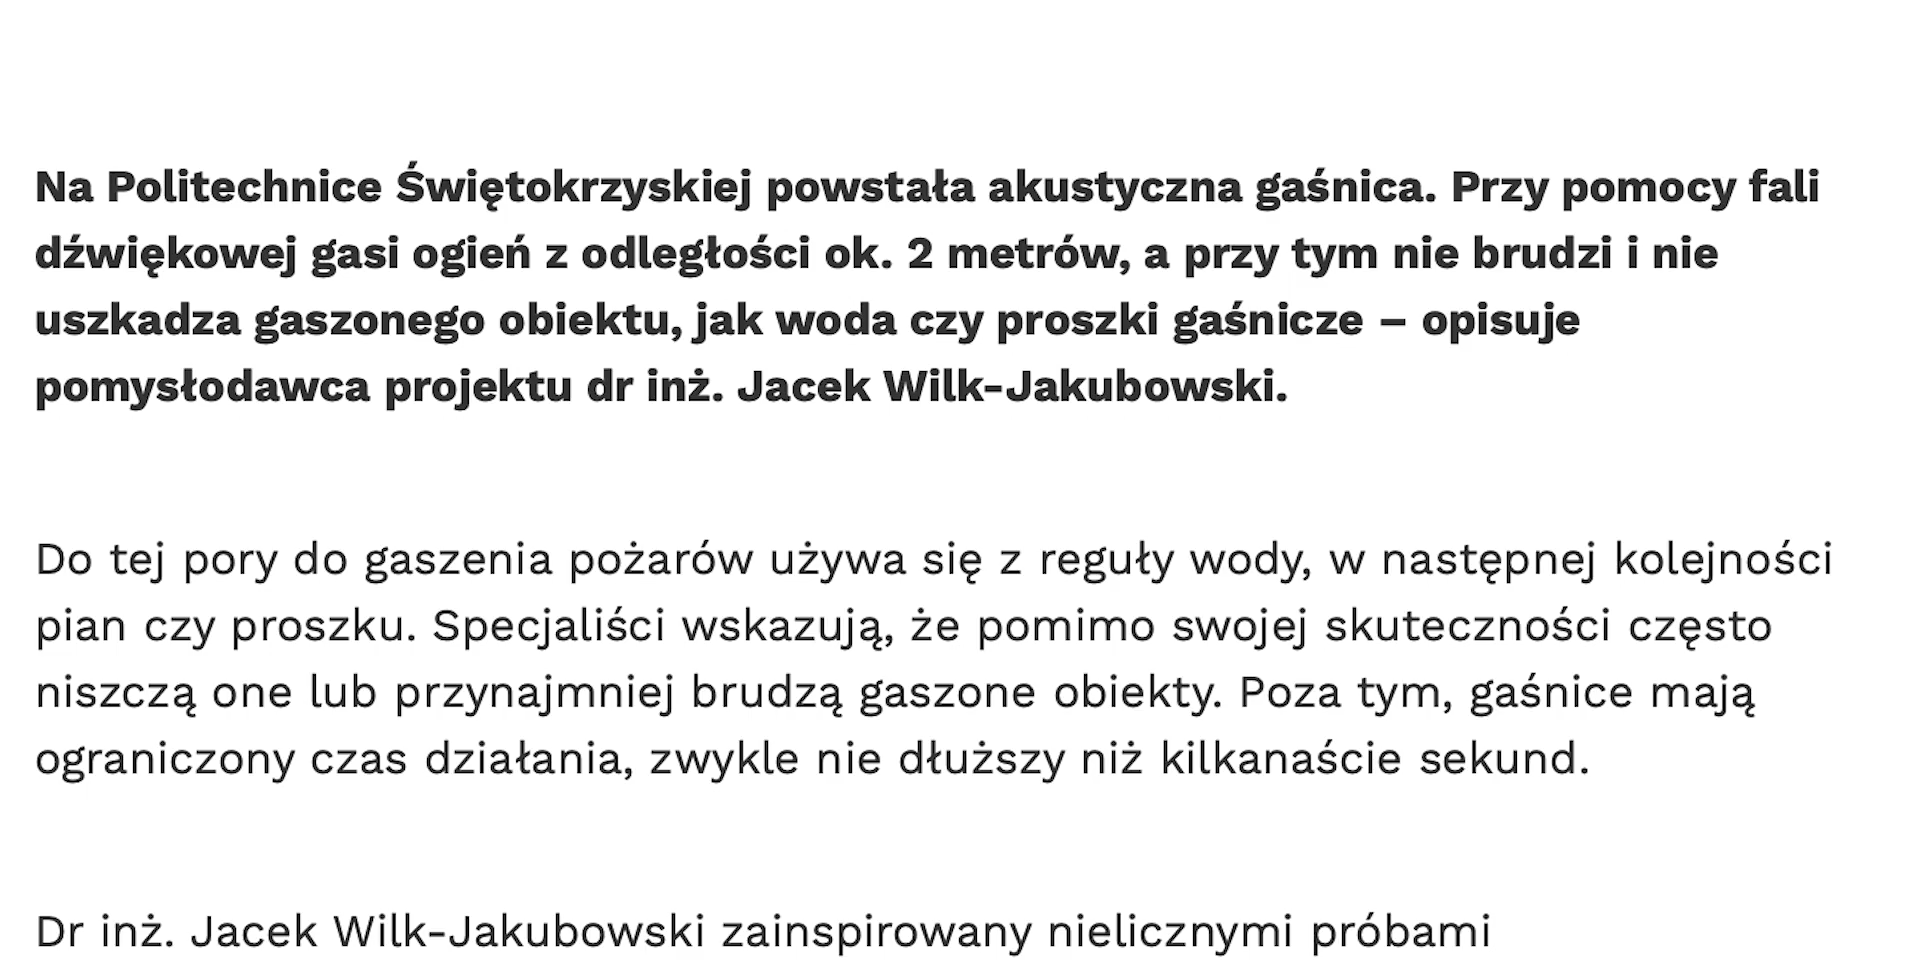 Na Politechnice Świętokrzyskiej powstała akustyczna gaśnica. Przy pomocy fali
dźwiękowej gasi ogień z odległości ok. 2 metrów, a przy tym nie brudzi i nie
uszkadza gaszonego obiektu, jak woda czy proszki gaśnicze – opisuje
pomysłodawca projektu dr inż. Jacek Wilk-Jakubowski.
Do tej pory do gaszenia pożarów używa się z reguły wody, w następnej kolejności
pian czy proszku. Specjaliści wskazują, że pomimo swojej skuteczności często
niszczą one lub przynajmniej brudzą gaszone obiekty. Poza tym, gaśnice mają
ograniczony czas działania, zwykle nie dłuższy niż kilkanaście sekund.
Dr inż. Jacek Wilk-Jakubowski zainspirowany nielicznymi próbami